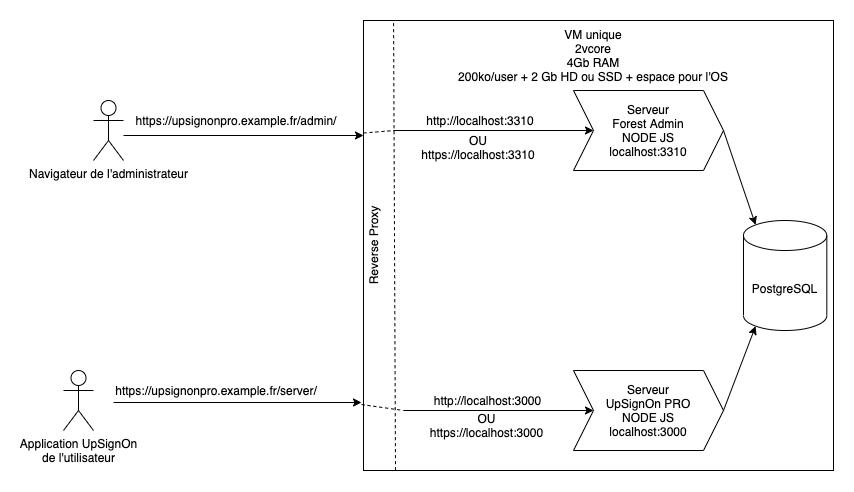 VM unique
2vcore
4Gb RAM
200ko/user + 2 Gb HD ou SSD + espace pour l'OS
https://upsignonpro.example.fr/admin/
Navigateur de l'administrateur
http://localhost:3310
OU
https://localhost:3310
Serveur
Forest Admin
NODE JS
localhost:3310
Reverse Proxy
PostgreSQL
https://upsignonpro.example.fr/server/
Application UpSignOn
de l'utilisateur
http://localhost:3000
OU
https://localhost:3000
Serveur
UpSignOn PRO
NODE JS
localhost:3000